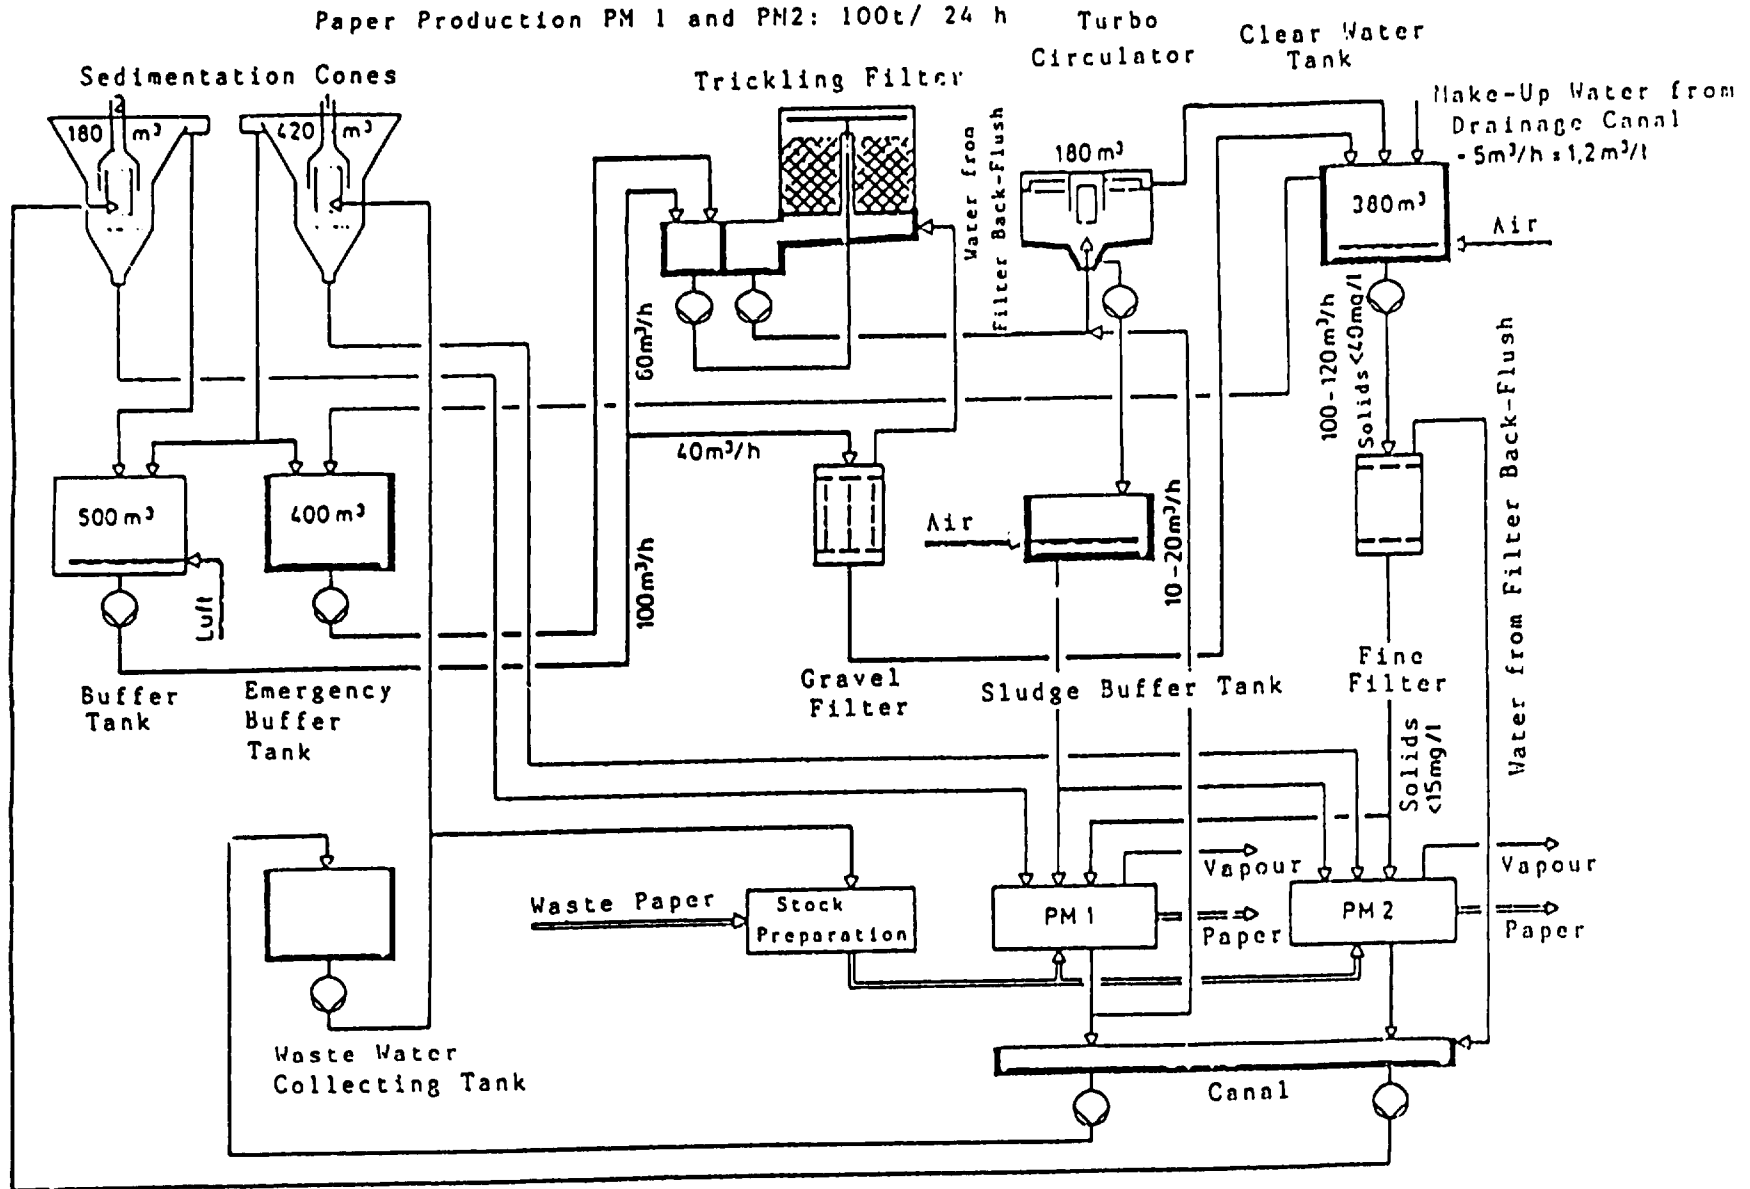 Paper Production PM 1 and PM2: 100t/ 24 h
Turbo
Circulator
Clear Water
Tank
Sedimentation Cones
Trickling Filter
Make-Up Water from
Drainage Canal
- 5m³/h = 1,2m³/t
2
180 m³
1
420 m³
180 m³
380m³
Air
Water from
Filter Back-Flush
60m³/h
100-120m³/h
Solids <40mg/l
Water from Filter Back-Flush
40m³/h
500 m³
400 m³
Luft
100m³/h
Air
10-20m³/h
Buffer
Tank
Emergency
Buffer
Tank
Gravel
Filter
Sludge Buffer Tank
Fine
Filter
Solids
<15mg/l
Waste Paper
Stock
Preparation
PM 1
Vapour
Paper
PM 2
Vapour
Paper
Waste Water
Collecting Tank
Canal